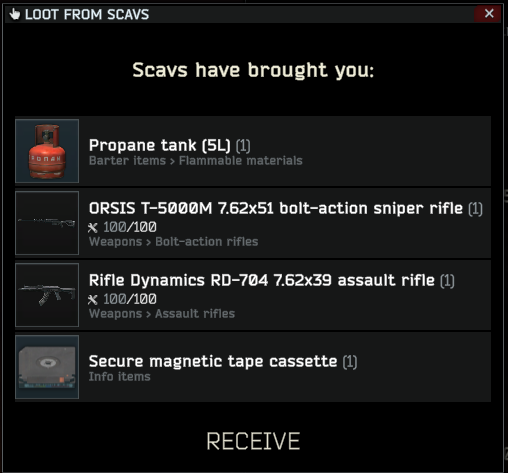 LOOT FROM SCAVS
Scavs have brought you:
Propane tank (5L) (1)
Barter items > Flammable materials
ORSIS T-5000M 7.62x51 bolt-action sniper rifle (1)
100/100
Weapons > Bolt-action rifles
Rifle Dynamics RD-704 7.62x39 assault rifle (1)
100/100
Weapons > Assault rifles
Secure magnetic tape cassette (1)
Info items
RECEIVE